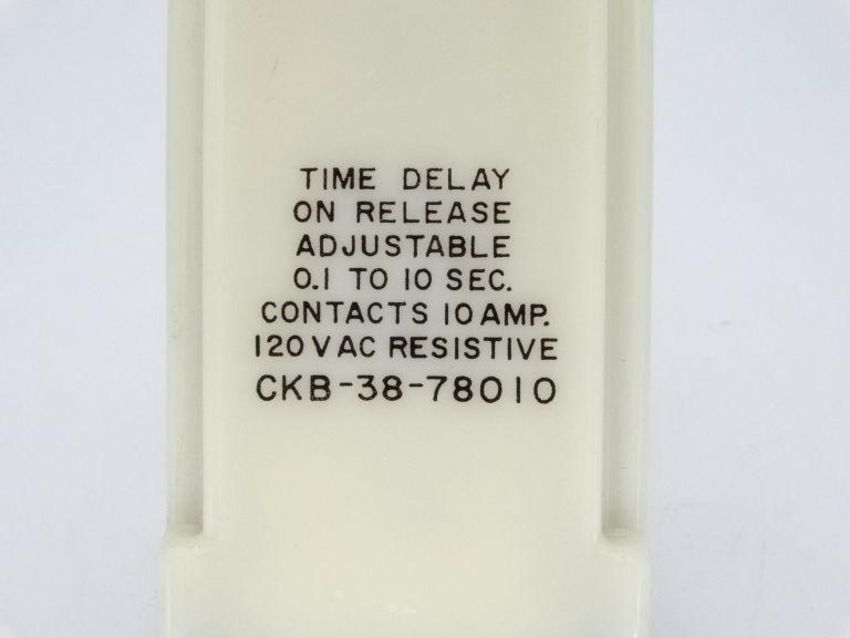 TIME DELAY
ON RELEASE
ADJUSTABLE
0.1 TO 10 SEC.
CONTACTS 10 AMP.
120 VAC RESISTIVE
CKB-38-78010